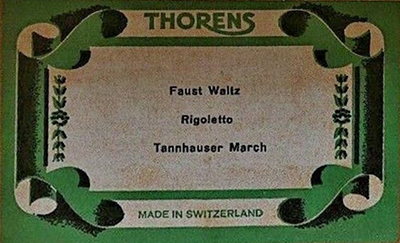 THORENS
Faust Waltz
Rigoletto
Tannhauser March
MADE IN SWITZERLAND